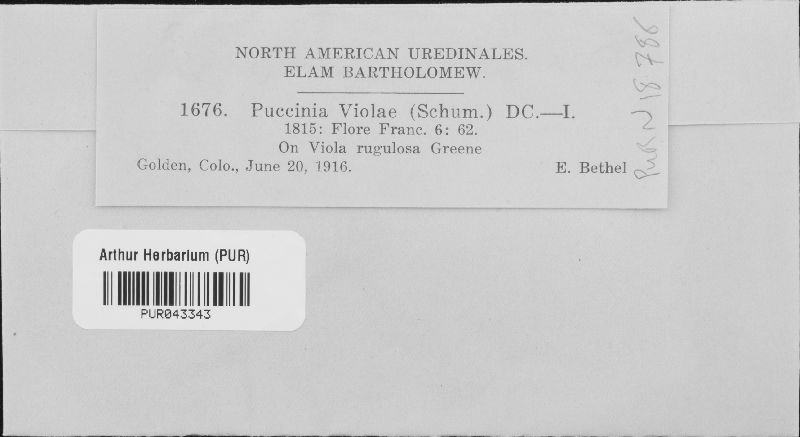 NORTH AMERICAN UREDINALES.
ELAM BARTHOLOMEW.
1676. Puccinia Violae (Schum.) DC.—I.
1815: Flore Franc. 6: 62.
On Viola rugulosa Greene
Golden, Colo., June 20, 1916. E. Bethel
PUR N 18786
Arthur Herbarium (PUR)
PUR043343